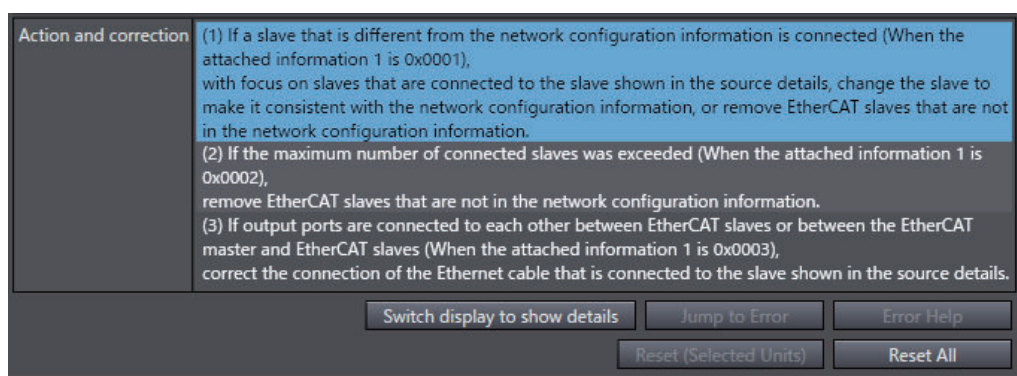 Action and correction
(1) If a slave that is different from the network configuration information is connected (When the
attached information 1 is 0x0001),
with focus on slaves that are connected to the slave shown in the source details, change the slave to
make it consistent with the network configuration information, or remove EtherCAT slaves that are not
in the network configuration information.
(2) If the maximum number of connected slaves was exceeded (When the attached information 1 is
0x0002),
remove EtherCAT slaves that are not in the network configuration information.
(3) If output ports are connected to each other between EtherCAT slaves or between the EtherCAT
master and EtherCAT slaves (When the attached information 1 is 0x0003),
correct the connection of the Ethernet cable that is connected to the slave shown in the source details.
Switch display to show details
Jump to Error
Error Help
Reset (Selected Units)
Reset All